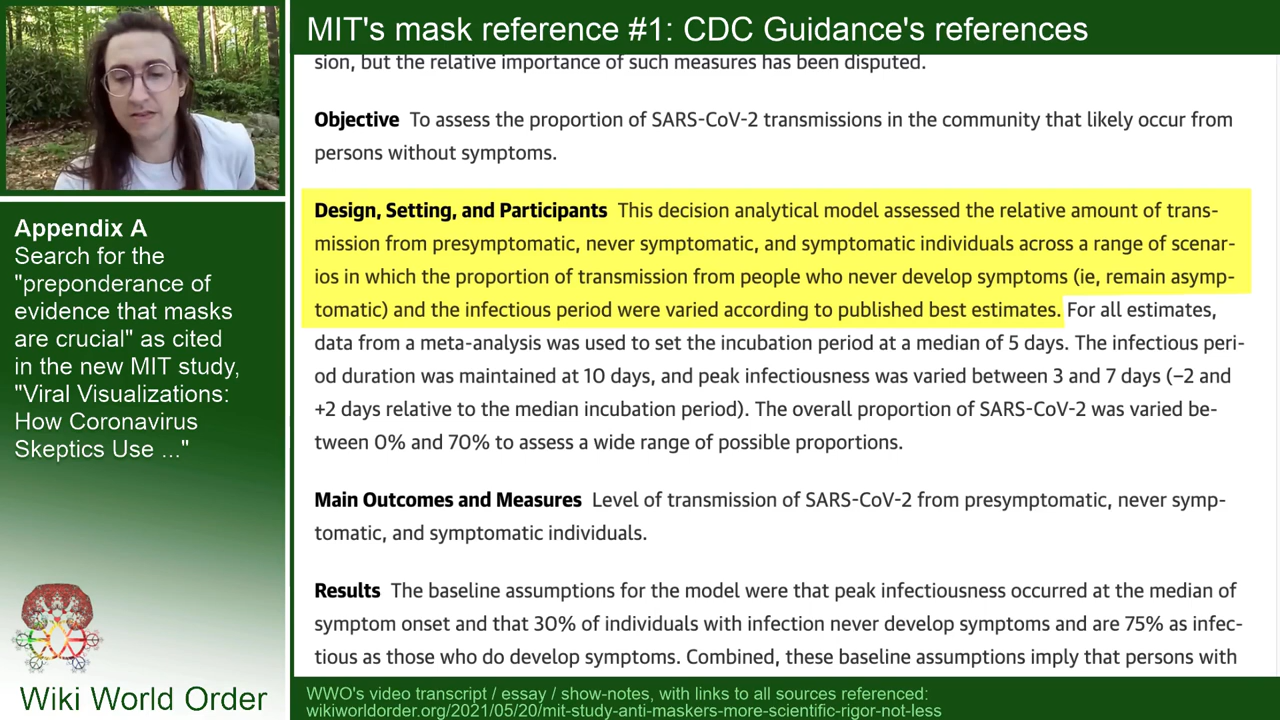 MIT's mask reference #1: CDC Guidance's references
sion, but the relative importance of such measures has been disputed.
Objective To assess the proportion of SARS-CoV-2 transmissions in the community that likely occur from
persons without symptoms.
Design, Setting, and Participants This decision analytical model assessed the relative amount of trans-
mission from presymptomatic, never symptomatic, and symptomatic individuals across a range of scenar-
ios in which the proportion of transmission from people who never develop symptoms (ie, remain asymp-
tomatic) and the infectious period were varied according to published best estimates. For all estimates,
data from a meta-analysis was used to set the incubation period at a median of 5 days. The infectious peri-
od duration was maintained at 10 days, and peak infectiousness was varied between 3 and 7 days (−2 and
+2 days relative to the median incubation period). The overall proportion of SARS-CoV-2 was varied be-
tween 0% and 70% to assess a wide range of possible proportions.
Main Outcomes and Measures Level of transmission of SARS-CoV-2 from presymptomatic, never symp-
tomatic, and symptomatic individuals.
Results The baseline assumptions for the model were that peak infectiousness occurred at the median of
symptom onset and that 30% of individuals with infection never develop symptoms and are 75% as infec-
tious as those who do develop symptoms. Combined, these baseline assumptions imply that persons with
Appendix A
Search for the
"preponderance of
evidence that masks
are crucial" as cited
in the new MIT study,
"Viral Visualizations:
How Coronavirus
Skeptics Use ..."
Wiki World Order
WWO's video transcript / essay / show-notes, with links to all sources referenced:
wikiworldorder.org/2021/05/20/mit-study-anti-maskers-more-scientific-rigor-not-less